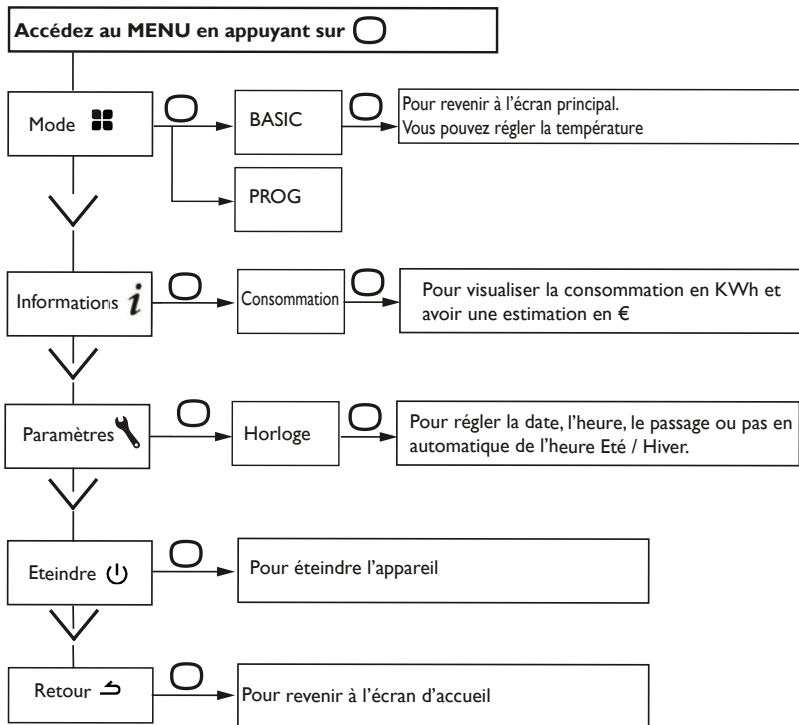 Accédez au MENU en appuyant sur
Mode
BASIC
Pour revenir à l'écran principal.
Vous pouvez régler la température
PROG
Informations
Consommation
Pour visualiser la consommation en KWh et
avoir une estimation en €
Paramètres
Horloge
Pour régler la date, l'heure, le passage ou pas en
automatique de l'heure Eté / Hiver.
Eteindre
Pour éteindre l'appareil
Retour
Pour revenir à l'écran d'accueil